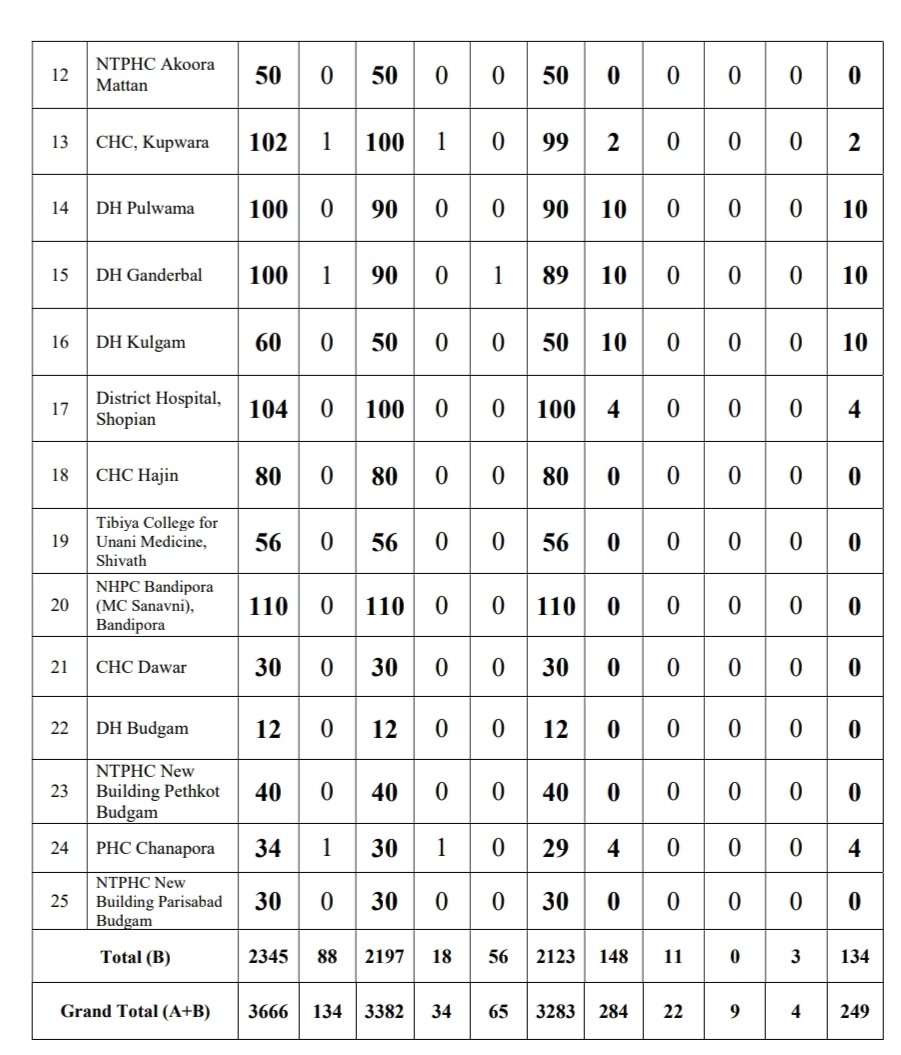 12 NTPHC Akoora Mattan 50 0 50 0 0 50 0 0 0 0 0
13 CHC, Kupwara 102 1 100 1 0 99 2 0 0 0 2
14 DH Pulwama 100 0 90 0 0 90 10 0 0 0 10
15 DH Ganderbal 100 1 90 0 1 89 10 0 0 0 10
16 DH Kulgam 60 0 50 0 0 50 10 0 0 0 10
17 District Hospital, Shopian 104 0 100 0 0 100 4 0 0 0 4
18 CHC Hajin 80 0 80 0 0 80 0 0 0 0 0
19 Tibiya College for Unani Medicine, Shivath 56 0 56 0 0 56 0 0 0 0 0
20 NHPC Bandipora (MC Sanavni), Bandipora 110 0 110 0 0 110 0 0 0 0 0
21 CHC Dawar 30 0 30 0 0 30 0 0 0 0 0
22 DH Budgam 12 0 12 0 0 12 0 0 0 0 0
23 NTPHC New Building Pethkot Budgam 40 0 40 0 0 40 0 0 0 0 0
24 PHC Chanapora 34 1 30 1 0 29 4 0 0 0 4
25 NTPHC New Building Parisabad Budgam 30 0 30 0 0 30 0 0 0 0 0
Total (B) 2345 88 2197 18 56 2123 148 11 0 3 134
Grand Total (A+B) 3666 134 3382 34 65 3283 284 22 9 4 249